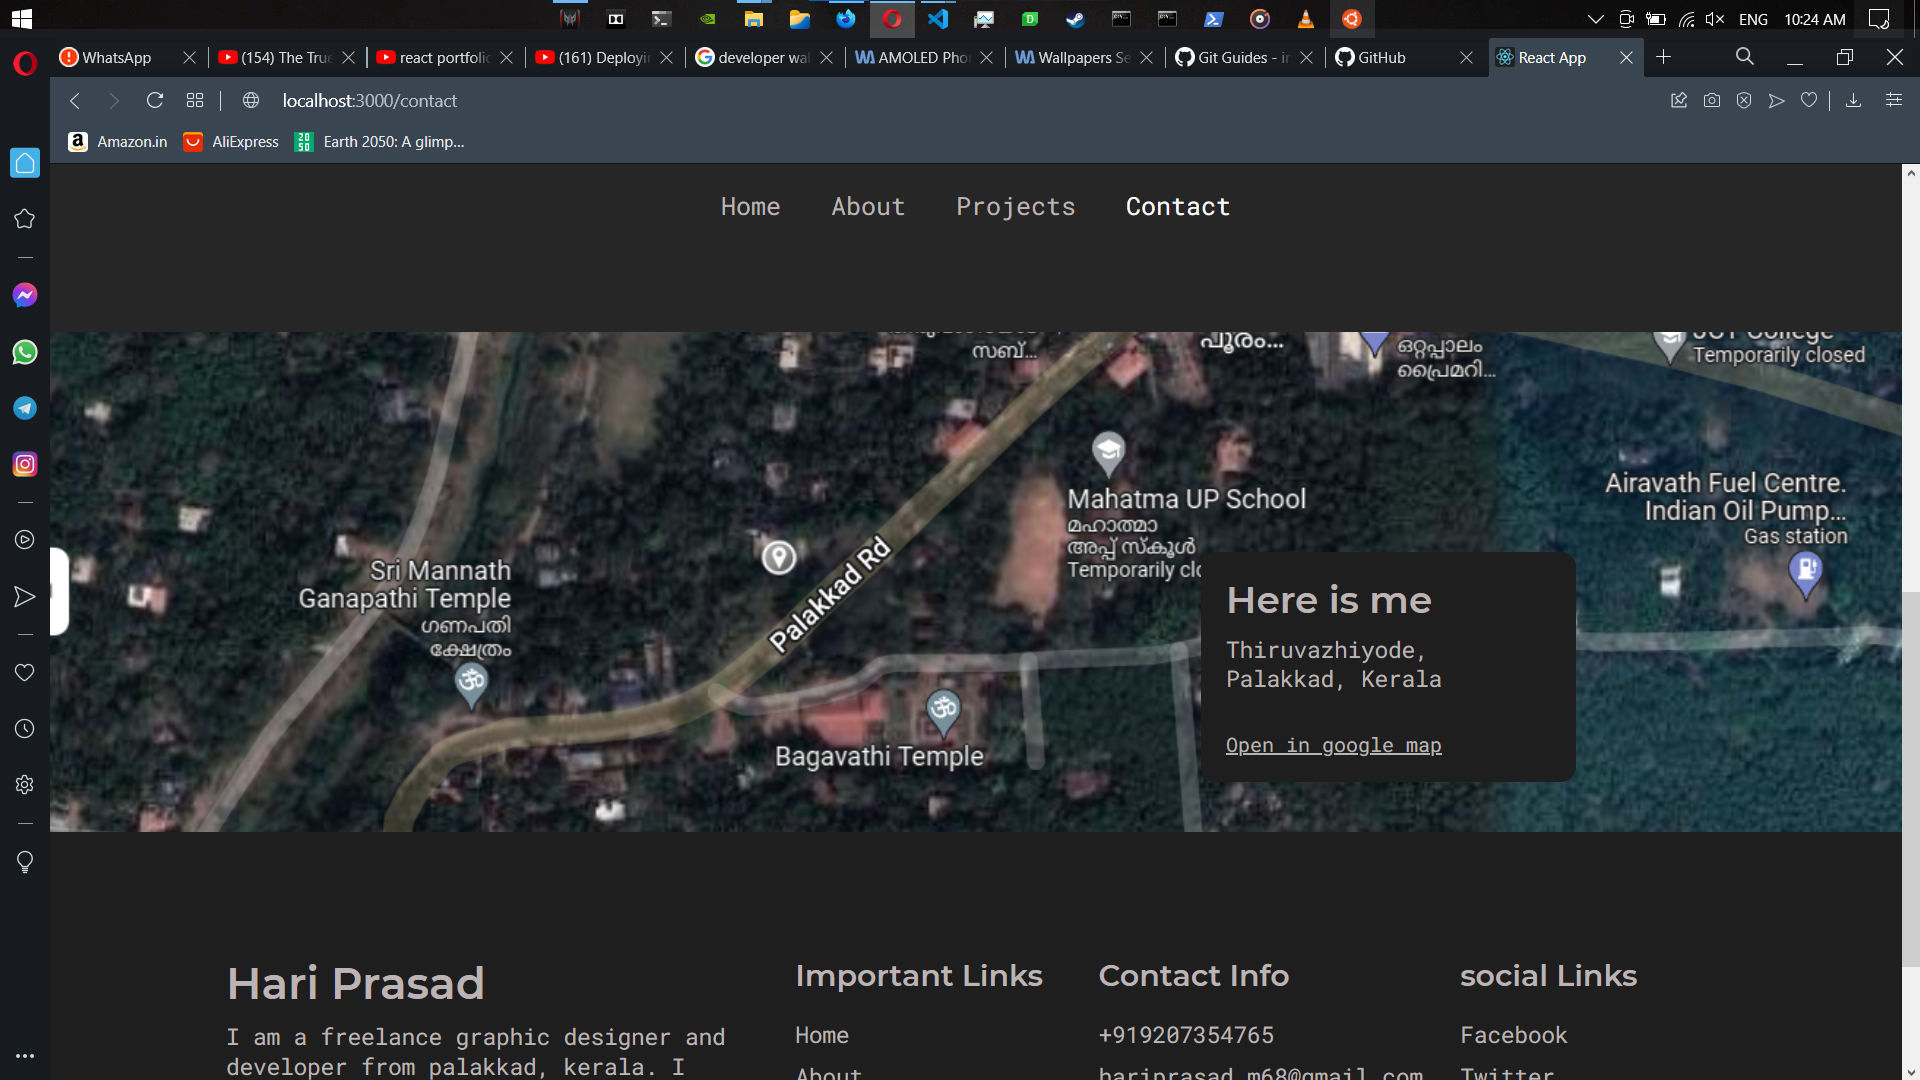 ENG
10:24 AM
WhatsApp
(154) The True
react portfolio
(161) Deployin
developer wal
AMOLED Pho
Wallpapers Se
Git Guides - in
GitHub
React App
localhost:3000/contact
Amazon.in
AliExpress
Earth 2050: A glimp...
Home
About
Projects
Contact
സബ്...
പൂരം...
ഒറ്റപ്പാലം
പ്രൈമറി...
Temporarily closed
Mahatma UP School
മഹാത്മാ
അപ്പ് സ്കൂൾ
Temporarily clo
Airavath Fuel Centre.
Indian Oil Pump...
Gas station
Sri Mannath
Ganapathi Temple
ഗണപതി
ക്ഷേത്രം
Palakkad Rd
Bagavathi Temple
Here is me
Thiruvazhiyode,
Palakkad, Kerala
Open in google map
Hari Prasad
I am a freelance graphic designer and
developer from palakkad, kerala. I
Important Links
Home
About
Contact Info
+919207354765
hariprasad.m68@gmail.com
social Links
Facebook
Twitter